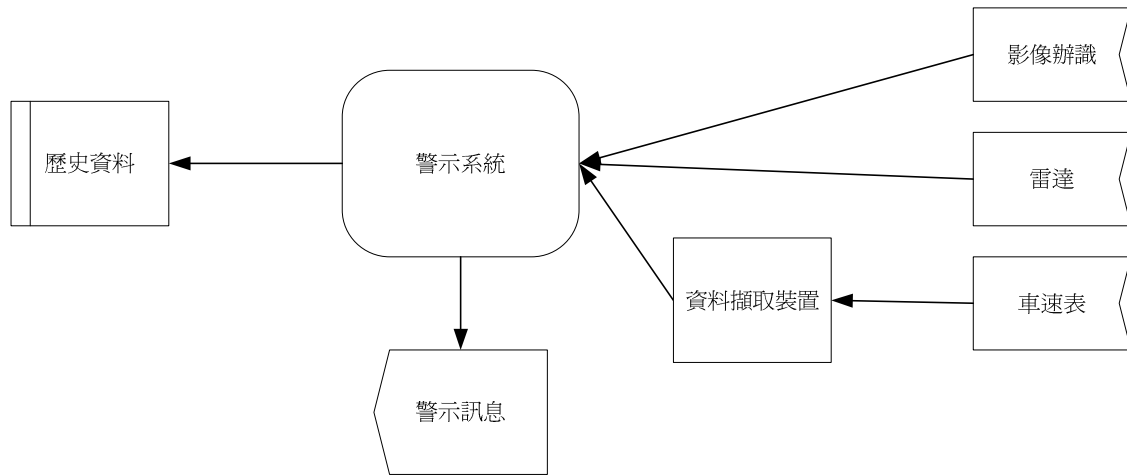 影像辦識
歷史資料
警示系統
雷達
資料擷取裝置
車速表
警示訊息